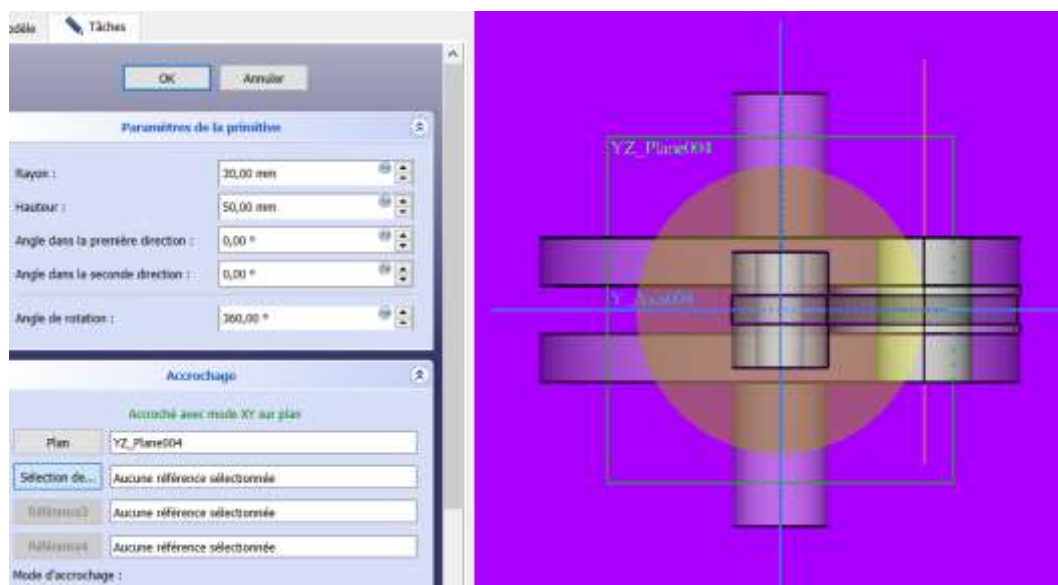 odèle Tâches
OK Annuler
Paramètres de la primitive
Rayon : 30,00 mm
Hauteur : 50,00 mm
Angle dans la première direction : 0,00 °
Angle dans la seconde direction : 0,00 °
Angle de rotation : 360,00 °
Accrochage
Accroché avec mode XY sur plan
Plan YZ_Plane004
Sélection de... Aucune référence sélectionnée
Référence3 Aucune référence sélectionnée
Référence4 Aucune référence sélectionnée
Mode d'accrochage :
YZ_Plane004
Y_Axis004